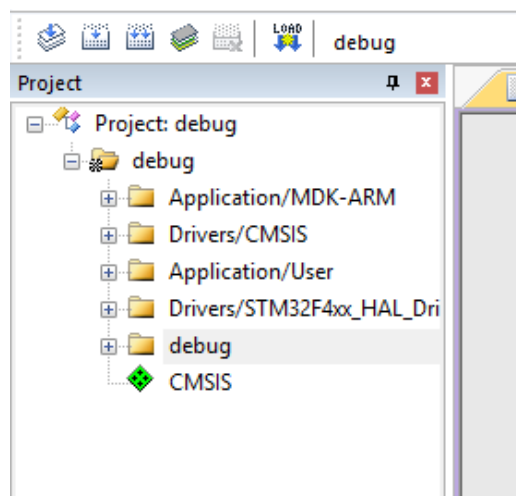 LOAD
debug
Project
Project: debug
debug
Application/MDK-ARM
Drivers/CMSIS
Application/User
Drivers/STM32F4xx_HAL_Dri
debug
CMSIS